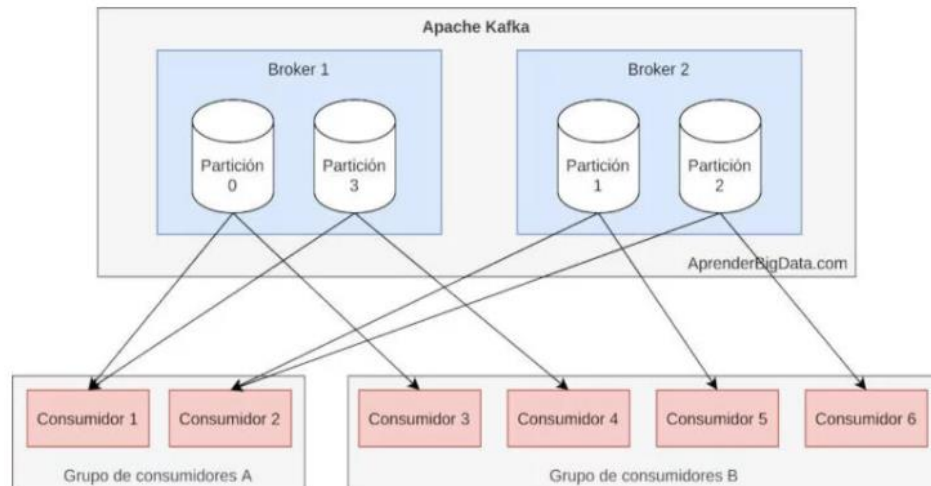 Apache Kafka
Broker 1
Broker 2
Partición
0
Partición
3
Partición
1
Partición
2
AprenderBigData.com
Consumidor 1
Consumidor 2
Consumidor 3
Consumidor 4
Consumidor 5
Consumidor 6
Grupo de consumidores A
Grupo de consumidores B